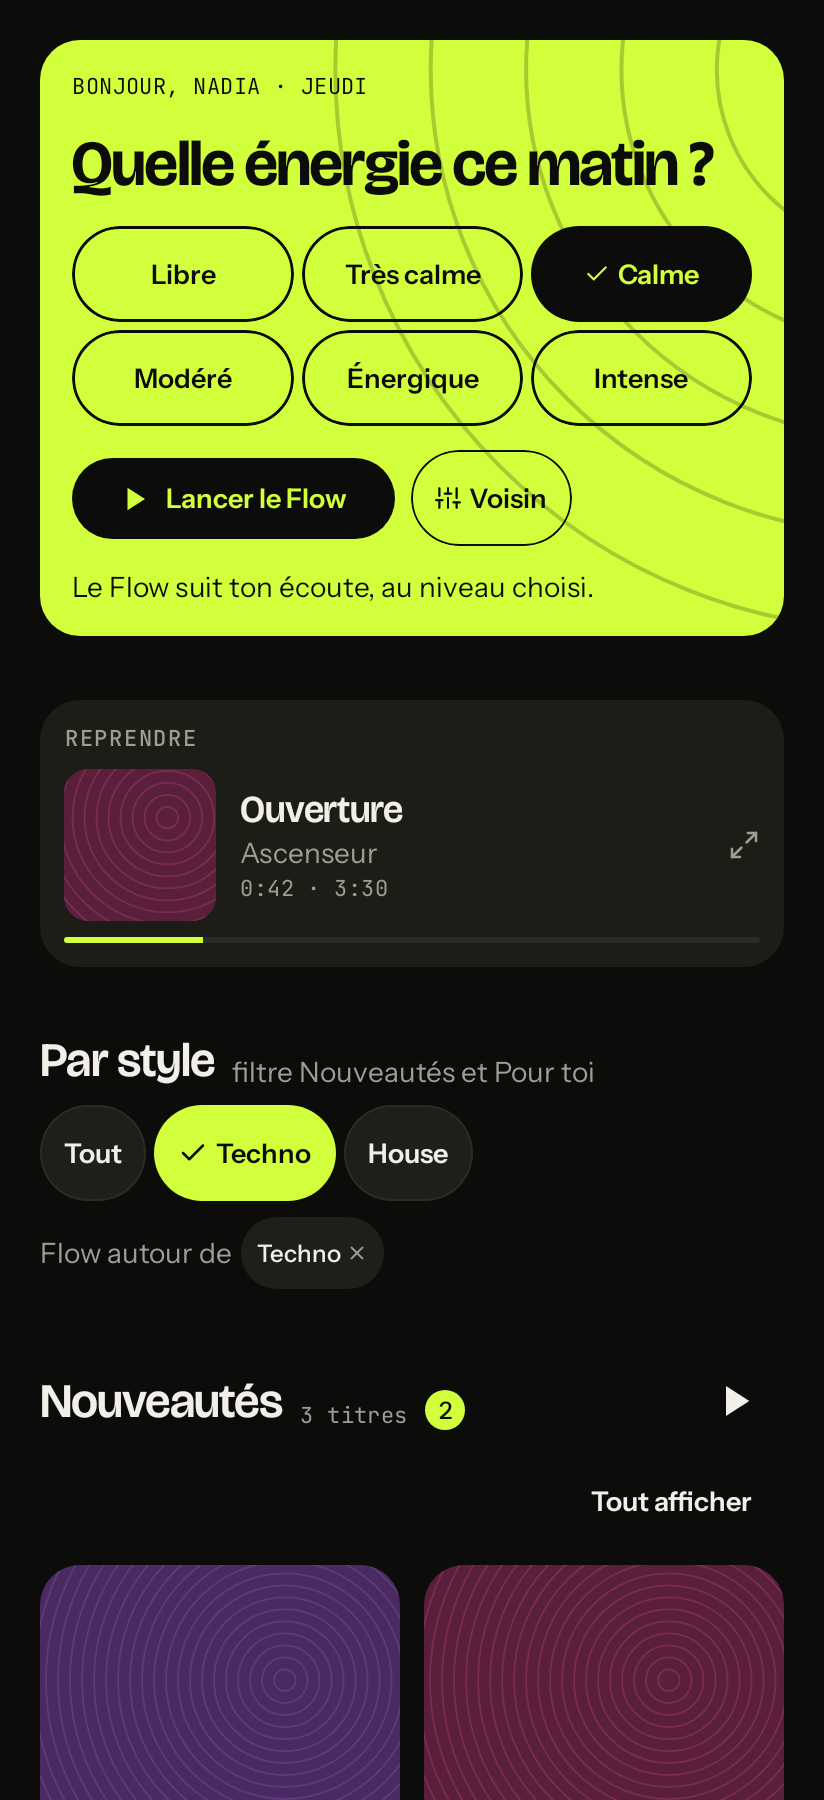 BONJOUR, NADIA · JEUDI
Quelle énergie ce matin ?
Libre
Très calme
Calme
Modéré
Énergique
Intense
Lancer le Flow
Voisin
Le Flow suit ton écoute, au niveau choisi.
REPRENDRE
Ouverture
Ascenseur
0:42 · 3:30
Par style filtre Nouveautés et Pour toi
Tout
Techno
House
Flow autour de Techno ×
Nouveautés 3 titres 2
Tout afficher